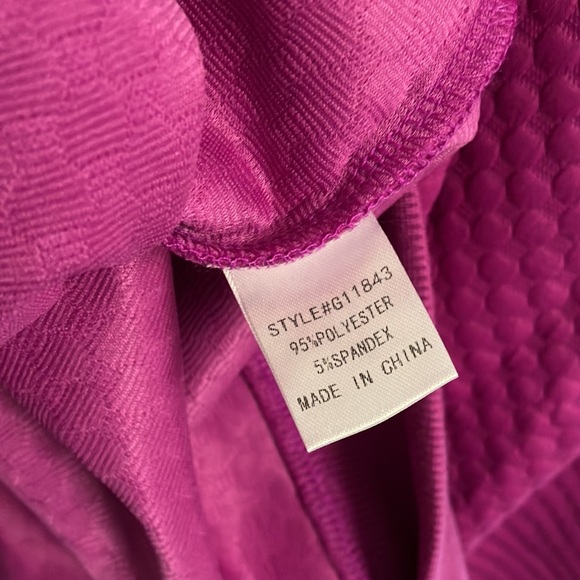 STYLE#G11843
95%POLYESTER
5%SPANDEX
MADE IN CHINA